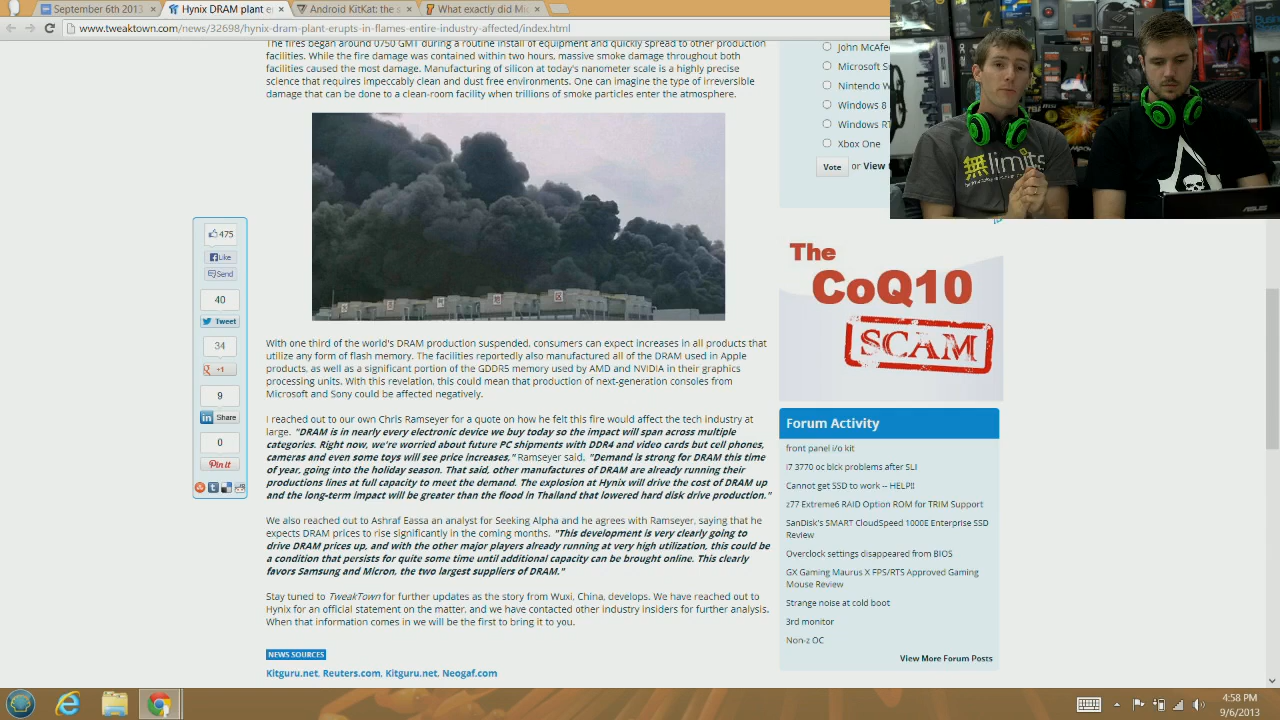 September 6th 2013
Hynix DRAM plant e
Android KitKat: the s
What exactly did Mi
www.tweaktown.com/news/32698/hynix-dram-plant-erupts-in-flames-entire-industry-affected/index.html
facilities. While the fire damage was contained within two hours, massive smoke damage throughout both
facilities caused the most damage. Manufacturing of silicon at today's nanometer scale is a highly precise
science that requires impeccably clean and dust free environments. One can imagine the type of irreversible
damage that can be done to a clean-room facility when trillions of smoke particles enter the atmosphere.
John McAfe
Microsoft S
Nintendo W
Windows 8
Windows RT
Xbox One
Vote or View
無limits
ASUS
475
Like
Send
40
Tweet
34
+1
9
Share
0
Pin it
With one third of the world's DRAM production suspended, consumers can expect increases in all products that
utilize any form of flash memory. The facilities reportedly also manufactured all of the DRAM used in Apple
products, as well as a significant portion of the GDDR5 memory used by AMD and NVIDIA in their graphics
processing units. With this revelation, this could mean that production of next-generation consoles from
Microsoft and Sony could be affected negatively.
I reached out to our own Chris Ramseyer for a quote on how he felt this fire would affect the tech industry at
large. "DRAM is in nearly every electronic device we buy today so the impact will span across multiple
categories. Right now, we're worried about future PC shipments with DDR4 and video cards but cell phones,
cameras and even some toys will see price increases," Ramseyer said. "Demand is strong for DRAM this time
of year, going into the holiday season. That said, other manufactures of DRAM are already running their
productions lines at full capacity to meet the demand. The explosion at Hynix will drive the cost of DRAM up
and the long-term impact will be greater than the flood in Thailand that lowered hard disk drive production."
We also reached out to Ashraf Eassa an analyst for Seeking Alpha and he agrees with Ramseyer, saying that he
expects DRAM prices to rise significantly in the coming months. "This development is very clearly going to
drive DRAM prices up, and with the other major players already running at very high utilization, this could be
a condition that persists for quite some time until additional capacity can be brought online. This clearly
favors Samsung and Micron, the two largest suppliers of DRAM."
Stay tuned to TweakTown for further updates as the story from Wuxi, China, develops. We have reached out to
Hynix for an official statement on the matter, and we have contacted other industry insiders for further analysis.
When that information comes in we will be the first to bring it to you.
NEWS SOURCES
Kitguru.net, Reuters.com, Kitguru.net, Neogaf.com
The
CoQ10
SCAM
Forum Activity
front panel i/o kit
i7 3770 oc blck problems after SLI
Cannot get SSD to work -- HELP!!
z77 Extreme6 RAID Option ROM for TRIM Support
SanDisk's SMART CloudSpeed 1000E Enterprise SSD
Review
Overclock settings disappeared from BIOS
GX Gaming Maurus X FPS/RTS Approved Gaming
Mouse Review
Strange noise at cold boot
3rd monitor
Non-z OC
View More Forum Posts
4:58 PM
9/6/2013